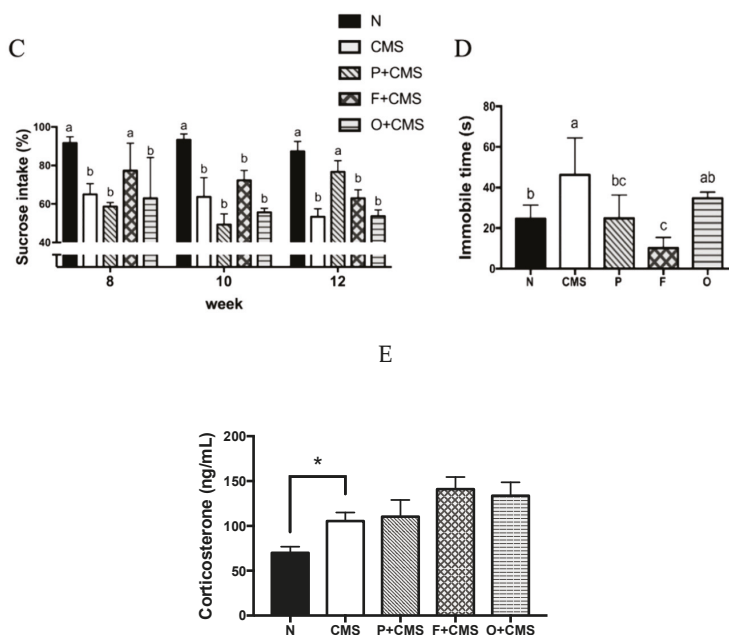 N
CMS
P+CMS
F+CMS
O+CMS
C
Sucrose intake (%)
100
80
60
40
a b b a b
a b b b b
a b a b b
8 10 12
week
D
Immobile time (s)
80
60
40
20
0
b a bc c ab
N CMS P F O
E
Corticosterone (ng/mL)
200
150
100
50
0
*
N CMS P+CMS F+CMS O+CMS